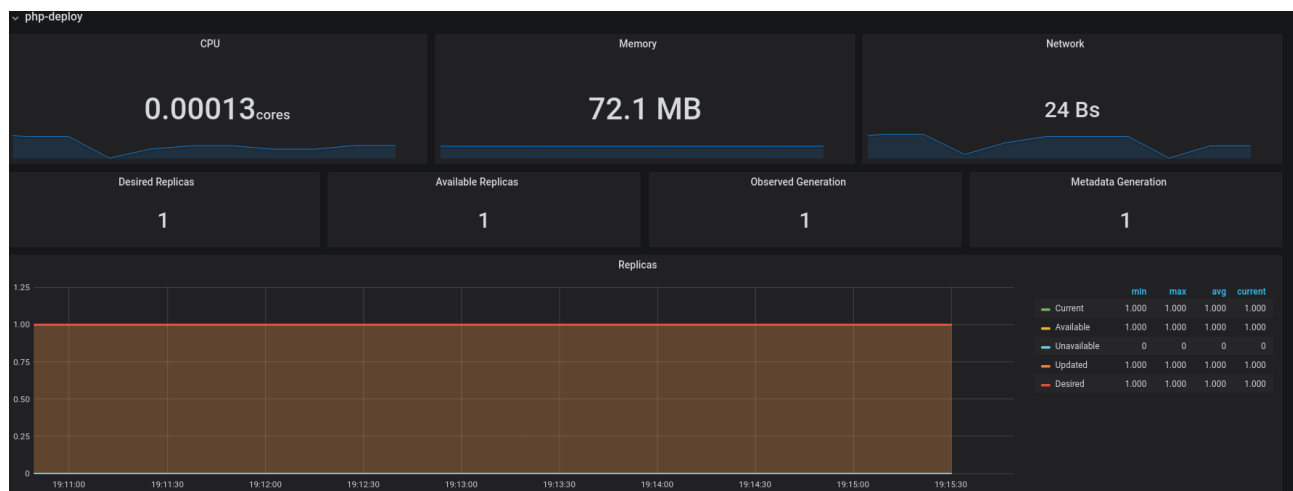 php-deploy
CPU
Memory
Network
0.00013 cores
72.1 MB
24 Bs
Desired Replicas
Available Replicas
Observed Generation
Metadata Generation
1
1
1
1
Replicas
1.25
1.00
0.75
0.50
0.25
0
19:11:00 19:11:30 19:12:00 19:12:30 19:13:00 19:13:30 19:14:00 19:14:30 19:15:00 19:15:30
min max avg current
Current 1.000 1.000 1.000 1.000
Available 1.000 1.000 1.000 1.000
Unavailable 0 0 0 0
Updated 1.000 1.000 1.000 1.000
Desired 1.000 1.000 1.000 1.000